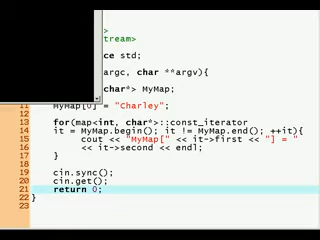 >
tream>
ce std;
argc, char **argv){
char*> MyMap;
11 MyMap[0] = "Charley";
12
13 for(map<int, char*>::const_iterator
14 it = MyMap.begin(); it != MyMap.end(); ++it){
15 cout << "MyMap[" << it->first << "] = "
16 << it->second << endl;
17 }
18
19 cin.sync();
20 cin.get();
21 return 0;
22 }
23